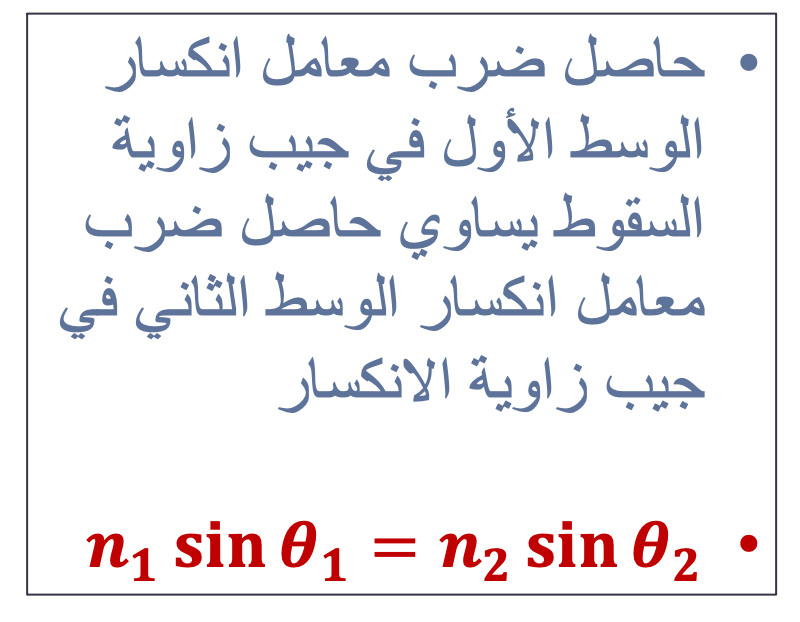 • حاصل ضرب معامل انكسار
الوسط الأول في جيب زاوية
السقوط يساوي حاصل ضرب
معامل انكسار الوسط الثاني في
جيب زاوية الانكسار
• n₁ sin θ₁ = n₂ sin θ₂